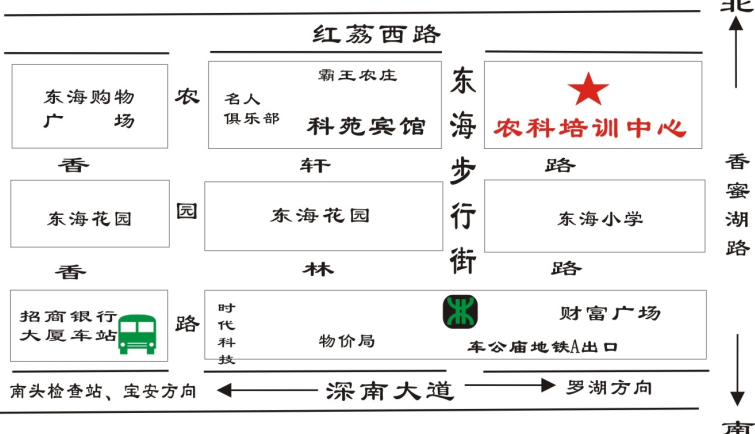 北
红荔西路
东海购物
广 场
农
霸王农庄
名人
俱乐部
科苑宾馆
东海步行街
农科培训中心
香 轩 路
香蜜湖路
东海花园
园
东海花园
东海小学
香 林 路
招商银行
大厦车站
路
时代科技
物价局
财富广场
车公庙地铁A出口
南头检查站、宝安方向
深南大道
罗湖方向
南